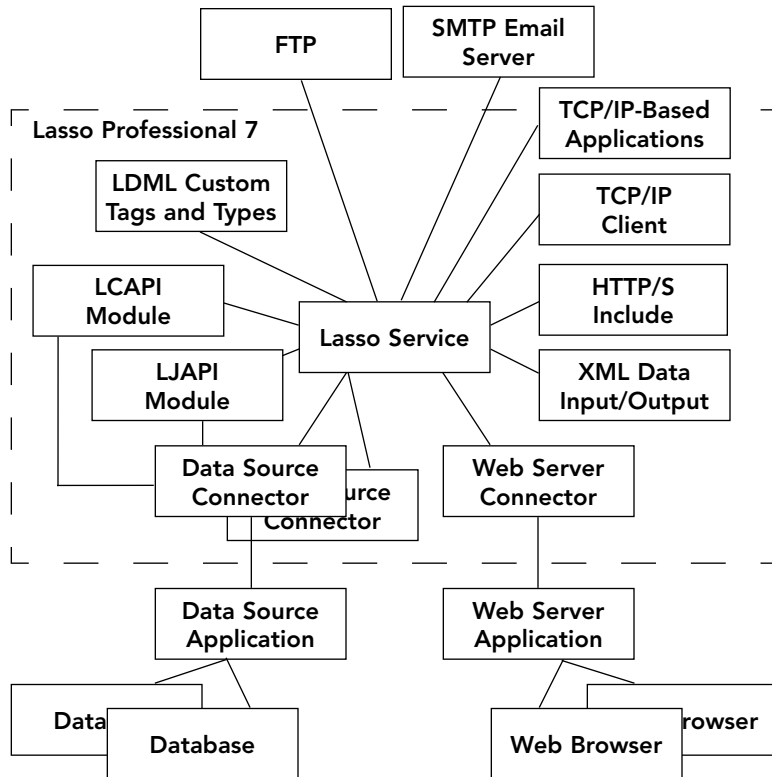 FTP
SMTP Email
Server
Lasso Professional 7
TCP/IP-Based
Applications
LDML Custom
Tags and Types
TCP/IP
Client
LCAPI
Module
HTTP/S
Include
Lasso Service
LJAPI
Module
XML Data
Input/Output
Data Source
Connector
Connector
Web Server
Connector
Data Source
Application
Web Server
Application
Data
Database
Web Browser